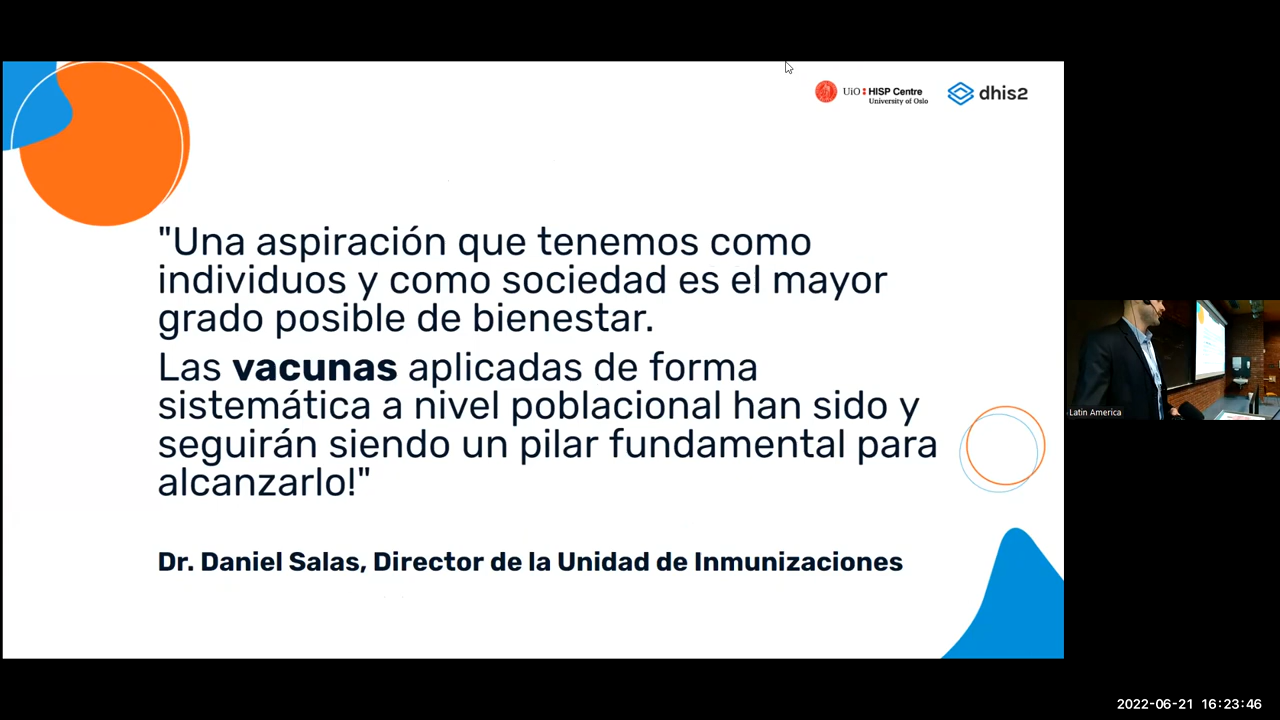 UiO HISP Centre
University of Oslo
dhis2
"Una aspiración que tenemos como
individuos y como sociedad es el mayor
grado posible de bienestar.
Las vacunas aplicadas de forma
sistemática a nivel poblacional han sido y
seguirán siendo un pilar fundamental para
alcanzarlo!"
Dr. Daniel Salas, Director de la Unidad de Inmunizaciones
Latin America
2022-06-21 16:23:46